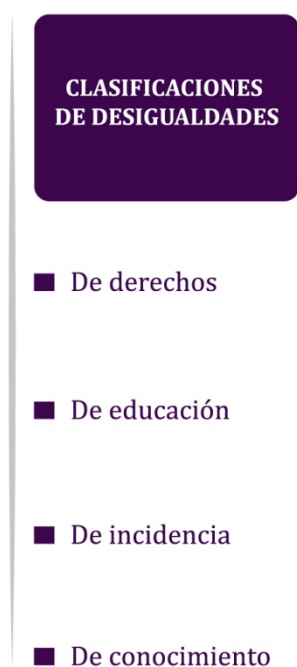 CLASIFICACIONES
DE DESIGUALDADES
De derechos
De educación
De incidencia
De conocimiento